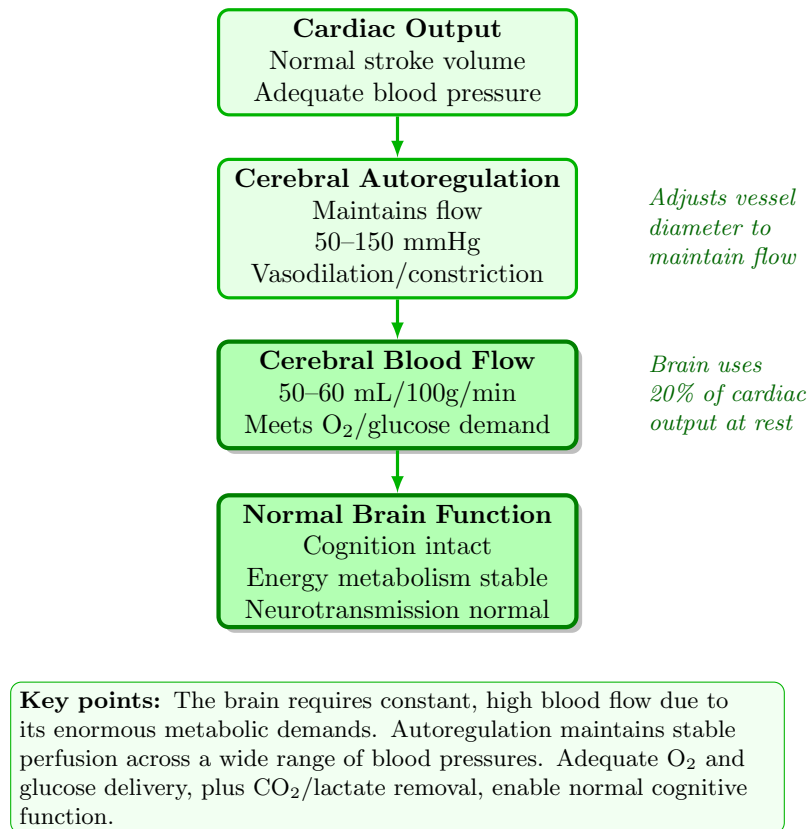 Cardiac Output
Normal stroke volume
Adequate blood pressure
Cerebral Autoregulation
Maintains flow
50–150 mmHg
Vasodilation/constriction
Adjusts vessel
diameter to
maintain flow
Cerebral Blood Flow
50–60 mL/100g/min
Meets O₂/glucose demand
Brain uses
20% of cardiac
output at rest
Normal Brain Function
Cognition intact
Energy metabolism stable
Neurotransmission normal
Key points: The brain requires constant, high blood flow due to
its enormous metabolic demands. Autoregulation maintains stable
perfusion across a wide range of blood pressures. Adequate O₂ and
glucose delivery, plus CO₂/lactate removal, enable normal cognitive
function.